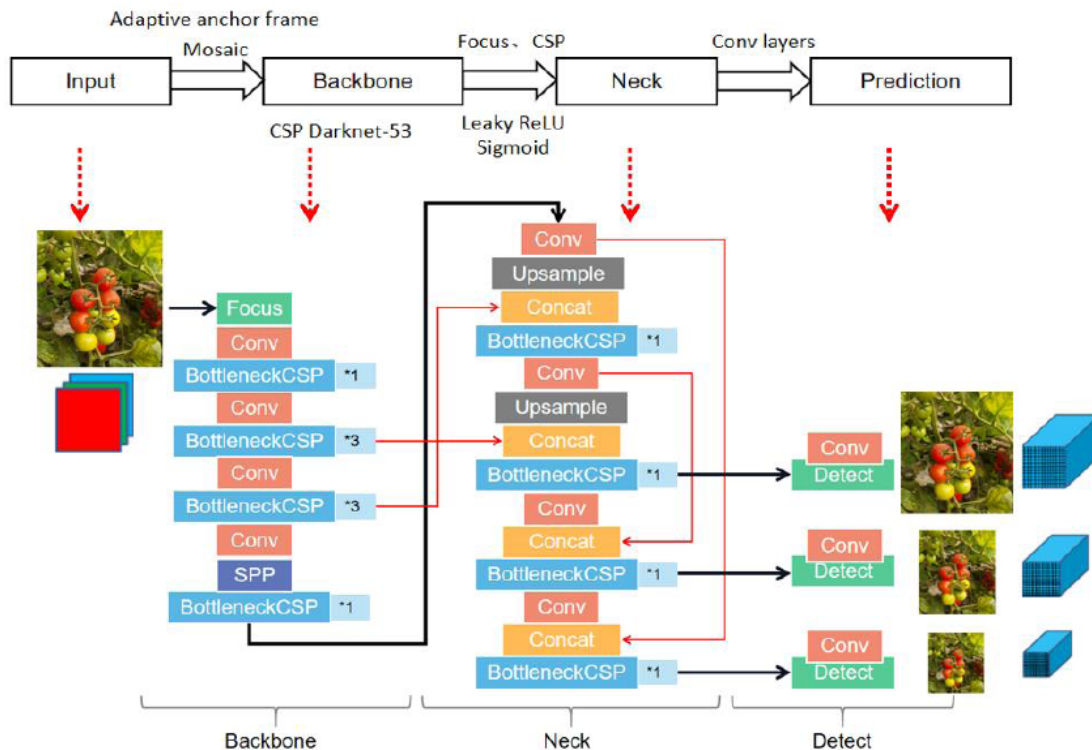 Adaptive anchor frame
Mosaic
Focus、CSP
Conv layers
Input
Backbone
Neck
Prediction
CSP Darknet-53
Leaky ReLU
Sigmoid
Focus
Conv
BottleneckCSP *1
Conv
BottleneckCSP *3
Conv
BottleneckCSP *3
Conv
SPP
BottleneckCSP *1
Conv
Upsample
Concat
BottleneckCSP *1
Conv
Upsample
Concat
BottleneckCSP *1
Conv
Concat
BottleneckCSP *1
Conv
Concat
BottleneckCSP *1
Conv
Detect
Conv
Detect
Conv
Detect
Backbone
Neck
Detect